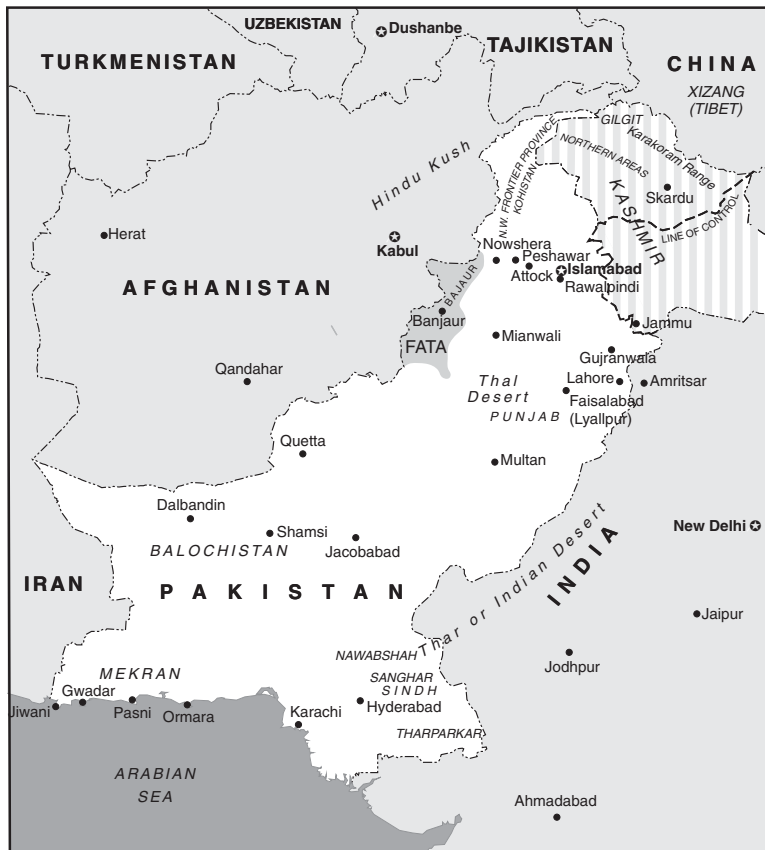 UZBEKISTAN
Dushanbe
TURKMENISTAN
TAJIKISTAN
CHINA
XIZANG
(TIBET)
GILGIT
Karakoram Range
NORTHERN AREAS
N.W. FRONTIER PROVINCE
KOHISTAN
Hindu Kush
Skardu
KASHMIR
LINE OF CONTROL
Herat
Kabul
Nowshera
Peshawar
Attock
Islamabad
Rawalpindi
AFGHANISTAN
BAJAUR
Banjaur
FATA
Mianwali
Jammu
Gujranwala
Qandahar
Thal
Desert
Lahore
Amritsar
Faisalabad
(Lyallpur)
PUNJAB
Quetta
Multan
Dalbandin
Shamsi
Jacobabad
BALOCHISTAN
New Delhi
Thar or Indian Desert
INDIA
IRAN
PAKISTAN
Jaipur
Jodhpur
NAWABSHAH
MEKRAN
SANGHAR
SINDH
Gwadar
Jiwani
Pasni
Ormara
Karachi
Hyderabad
THARPARKAR
ARABIAN
SEA
Ahmadabad